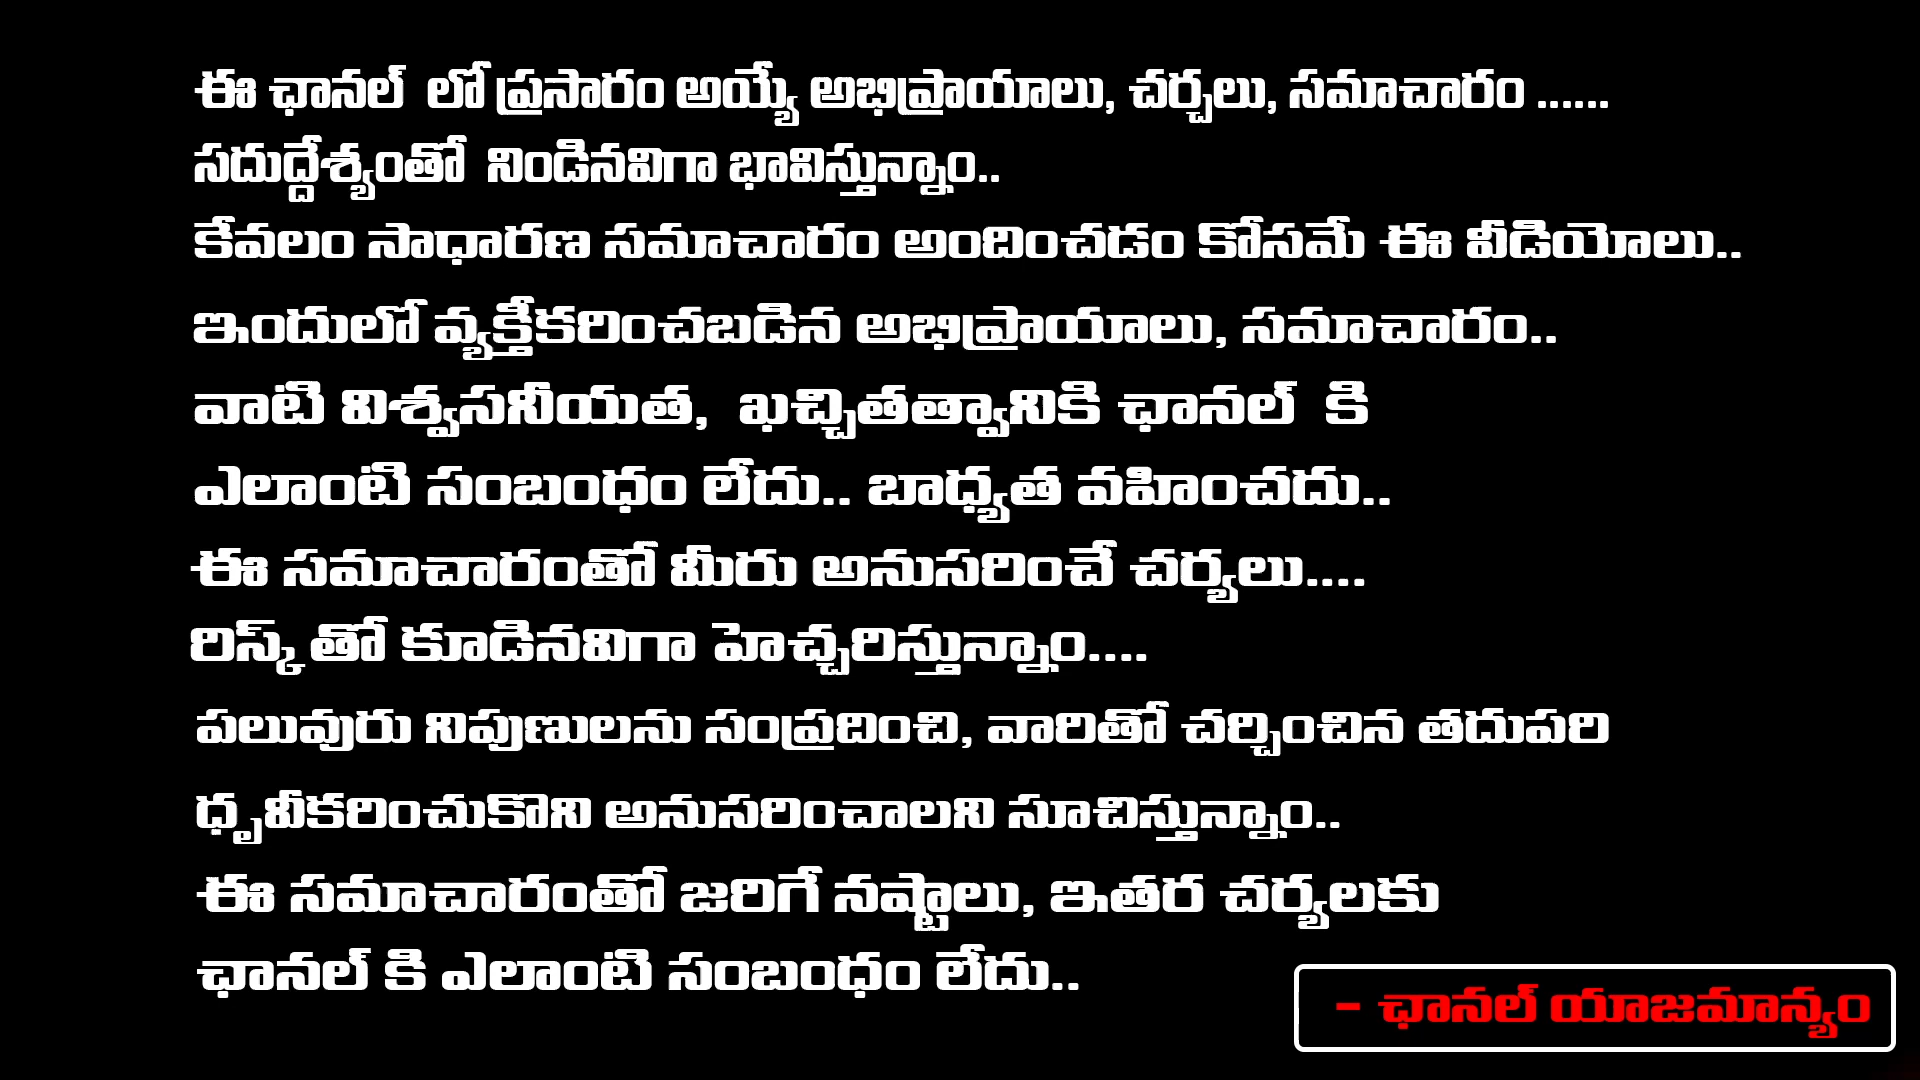 ఈ ఛానల్ లో ప్రసారం అయ్యే అభిప్రాయాలు, చర్చలు, సమాచారం ......
సదుద్దేశ్యంతో నిండినవిగా భావిస్తున్నాం..
కేవలం సాధారణ సమాచారం అందించడం కోసమే ఈ వీడియోలు..
ఇందులో వ్యక్తీకరించబడిన అభిప్రాయాలు, సమాచారం..
వాటి విశ్వసనీయత, ఖచ్చితత్వానికి ఛానల్ కి
ఎలాంటి సంబంధం లేదు.. బాధ్యత వహించదు..
ఈ సమాచారంతో మీరు అనుసరించే చర్యలు....
రిస్క్ తో కూడినవిగా హెచ్చరిస్తున్నాం....
పలువురు నిపుణులను సంప్రదించి, వారితో చర్చించిన తదుపరి
ధృవీకరించుకొని అనుసరించాలని సూచిస్తున్నాం..
ఈ సమాచారంతో జరిగే నష్టాలు, ఇతర చర్యలకు
ఛానల్ కి ఎలాంటి సంబంధం లేదు..
- ఛానల్ యాజమాన్యం